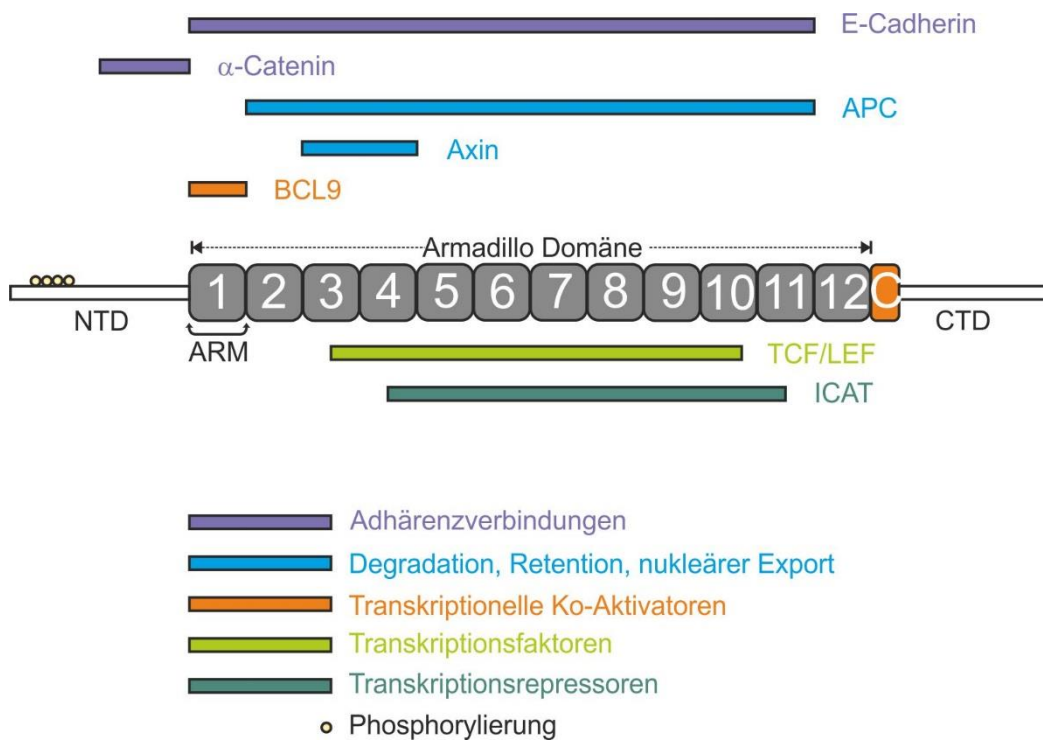 E-Cadherin
α-Catenin
APC
Axin
BCL9
Armadillo Domäne
1 2 3 4 5 6 7 8 9 10 11 12 C
NTD
CTD
ARM
TCF/LEF
ICAT
Adhärenzverbindungen
Degradation, Retention, nukleärer Export
Transkriptionelle Ko-Aktivatoren
Transkriptionsfaktoren
Transkriptionsrepressoren
Phosphorylierung